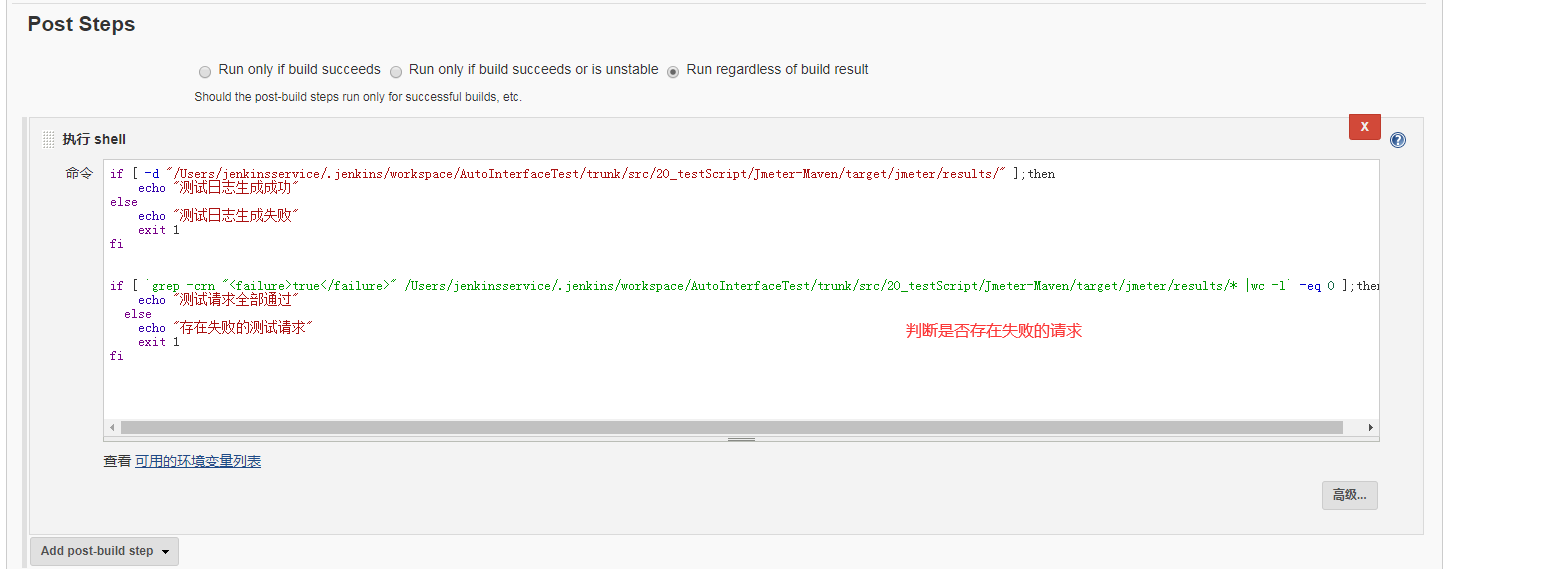 Post Steps
Run only if build succeeds Run only if build succeeds or is unstable Run regardless of build result
Should the post-build steps run only for successful builds, etc.
X
执行 shell
命令
if [ -d "/Users/jenkinsservice/.jenkins/workspace/AutoInterfaceTest/trunk/src/20_testScript/Jmeter-Maven/target/jmeter/results/" ];then
echo "测试日志生成成功"
else
echo "测试日志生成失败"
exit 1
fi
if [ `grep -crn "<failure>true</failure>" /Users/jenkinsservice/.jenkins/workspace/AutoInterfaceTest/trunk/src/20_testScript/Jmeter-Maven/target/jmeter/results/* |wc -l` -eq 0 ];then
echo "测试请求全部通过"
else
echo "存在失败的测试请求"
判断是否存在失败的请求
exit 1
fi
查看 可用的环境变量列表
高级...
Add post-build step